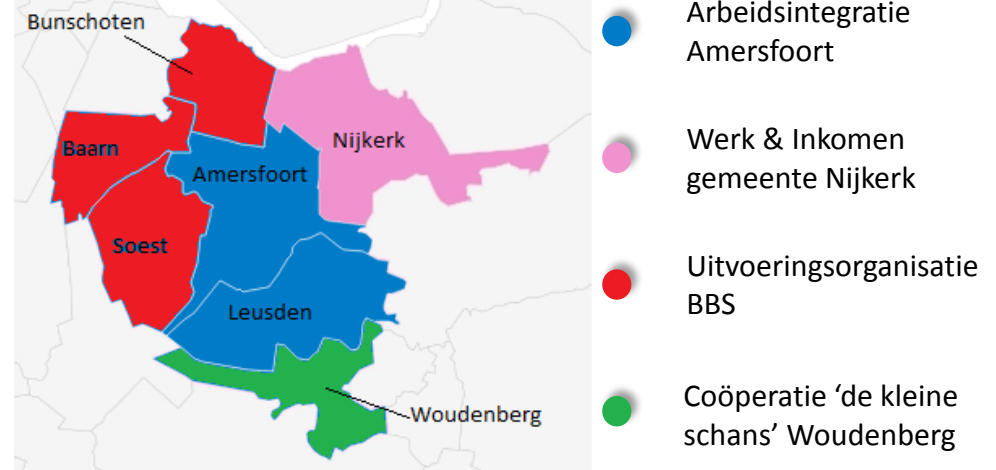 Bunschoten
Baarn
Amersfoort
Nijkerk
Soest
Leusden
Woudenberg
Arbeidsintegratie
Amersfoort
Werk & Inkomen
gemeente Nijkerk
Uitvoeringsorganisatie
BBS
Coöperatie ‘de kleine
schans’ Woudenberg